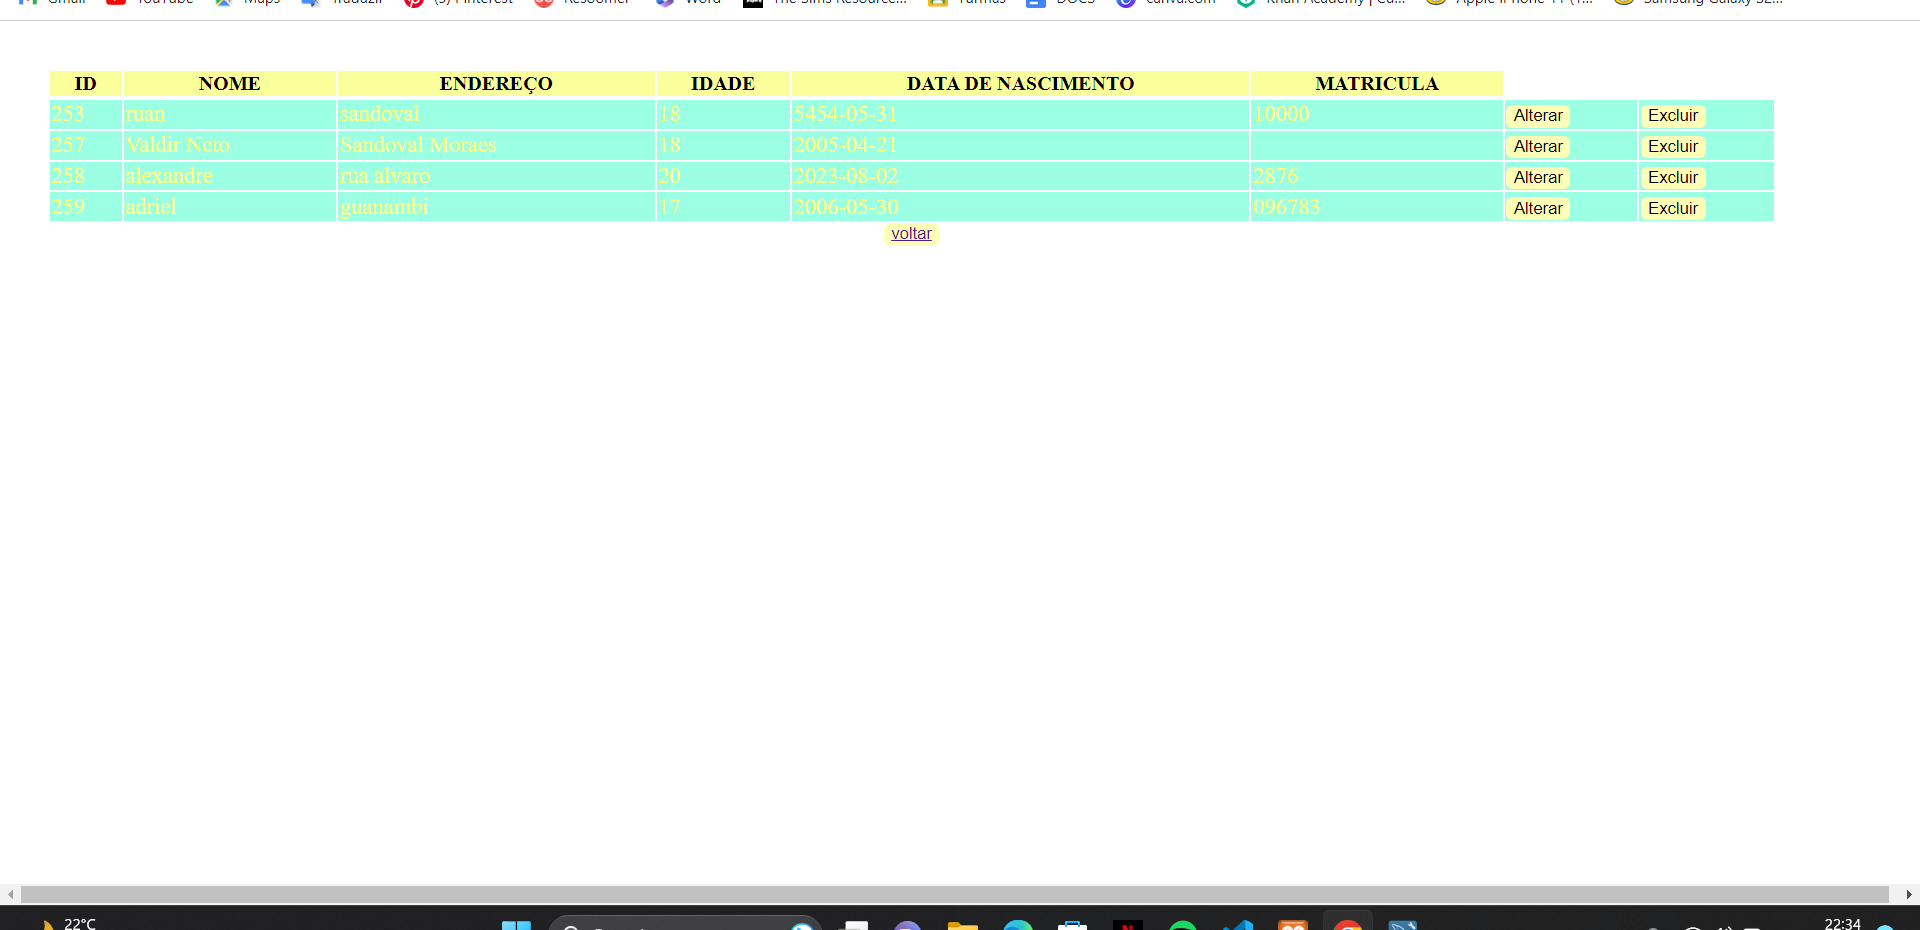 Gmail YouTube Maps Traduzir (5) Pinterest Resoomer Word The Sims Resource... Turmas DOCS canva.com Khan Academy | Cu... Apple iPhone 11 (1... Samsung Galaxy S2...
ID NOME ENDEREÇO IDADE DATA DE NASCIMENTO MATRICULA
253 ruan sandoval 18 5454-05-31 10000 Alterar Excluir
257 Valdir Neto Sandoval Moraes 18 2005-04-21 Alterar Excluir
258 alexandre rua alvaro 20 2023-08-02 2876 Alterar Excluir
259 adriel guanambi 17 2006-05-30 096783 Alterar Excluir
voltar
22°C 22:34